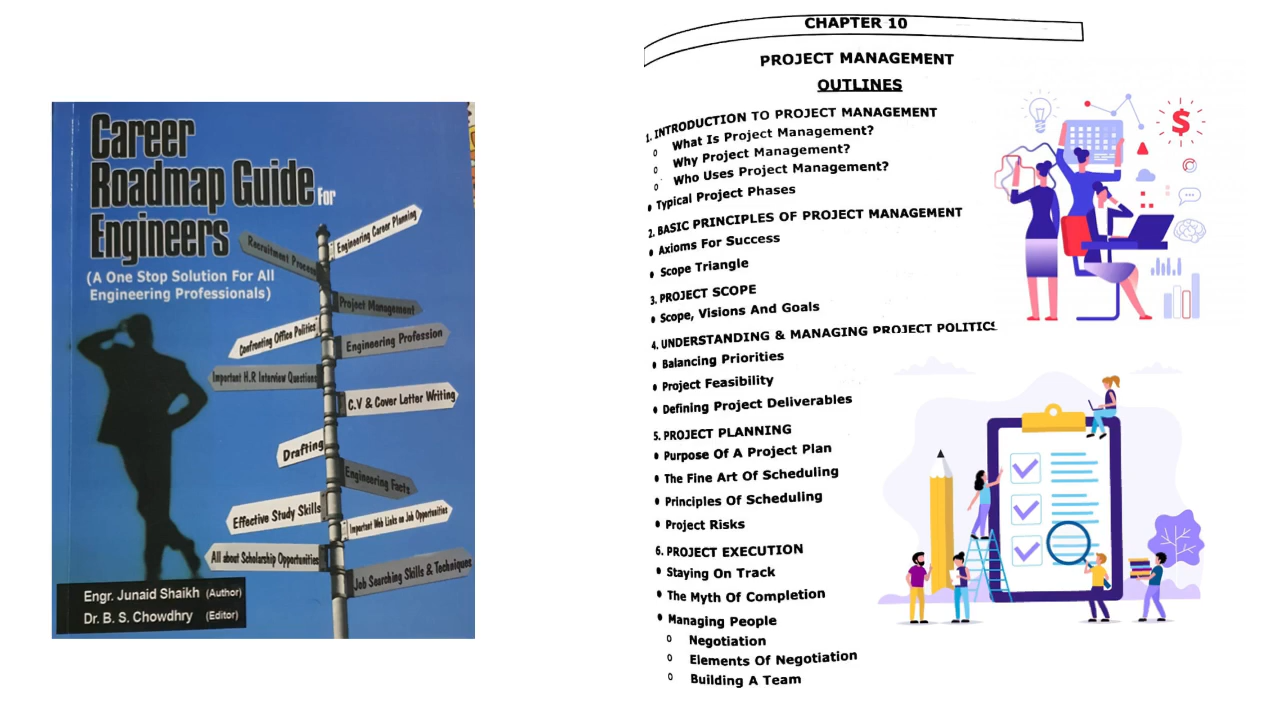 Career
Roadmap Guide For
Engineers
(A One Stop Solution For All
Engineering Professionals)
Engineering Career Planning
Recruitment Process
Project Management
Confronting Office Politics
Engineering Profession
Important H.R Interview Questions
C.V & Cover Letter Writing
Drafting
Engineering Facts
Effective Study Skills
Important Web Links on Job Opportunities
All about Scholarship Opportunities
Job Searching Skills & Techniques
Engr. Junaid Shaikh (Author)
Dr. B. S. Chowdhry (Editor)
CHAPTER 10
PROJECT MANAGEMENT
OUTLINES
1. INTRODUCTION TO PROJECT MANAGEMENT
o What Is Project Management?
o Why Project Management?
o Who Uses Project Management?
• Typical Project Phases
2. BASIC PRINCIPLES OF PROJECT MANAGEMENT
• Axioms For Success
• Scope Triangle
3. PROJECT SCOPE
• Scope, Visions And Goals
4. UNDERSTANDING & MANAGING PROJECT POLITICS
• Balancing Priorities
• Project Feasibility
• Defining Project Deliverables
5. PROJECT PLANNING
• Purpose Of A Project Plan
• The Fine Art Of Scheduling
• Principles Of Scheduling
• Project Risks
6. PROJECT EXECUTION
• Staying On Track
• The Myth Of Completion
• Managing People
o Negotiation
o Elements Of Negotiation
o Building A Team
$